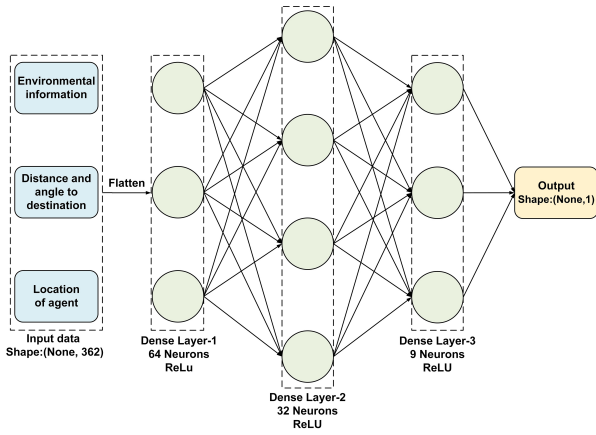 Environmental
information
Distance and
angle to
destination
Location
of agent
Input data
Shape:(None, 362)
Flatten
Dense Layer-1
64 Neurons
ReLu
Dense Layer-2
32 Neurons
ReLU
Dense Layer-3
9 Neurons
ReLU
Output
Shape:(None,1)